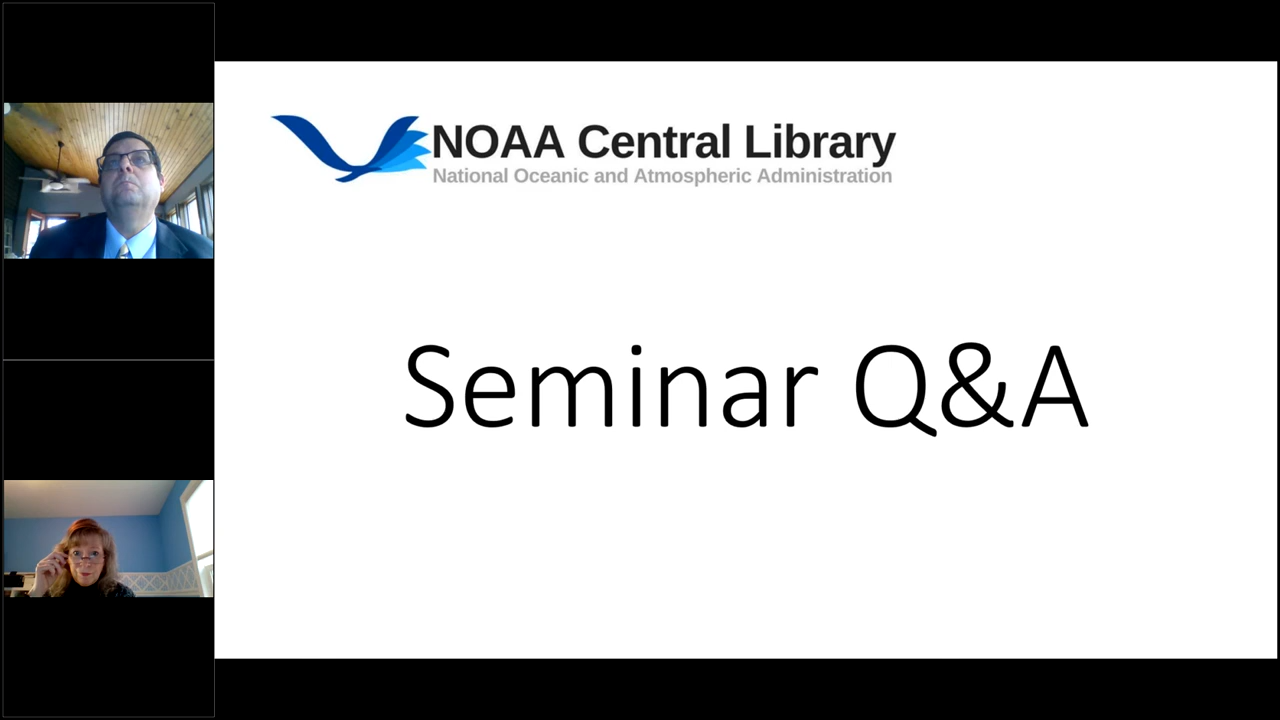 NOAA Central Library
National Oceanic and Atmospheric Administration
Seminar Q&A